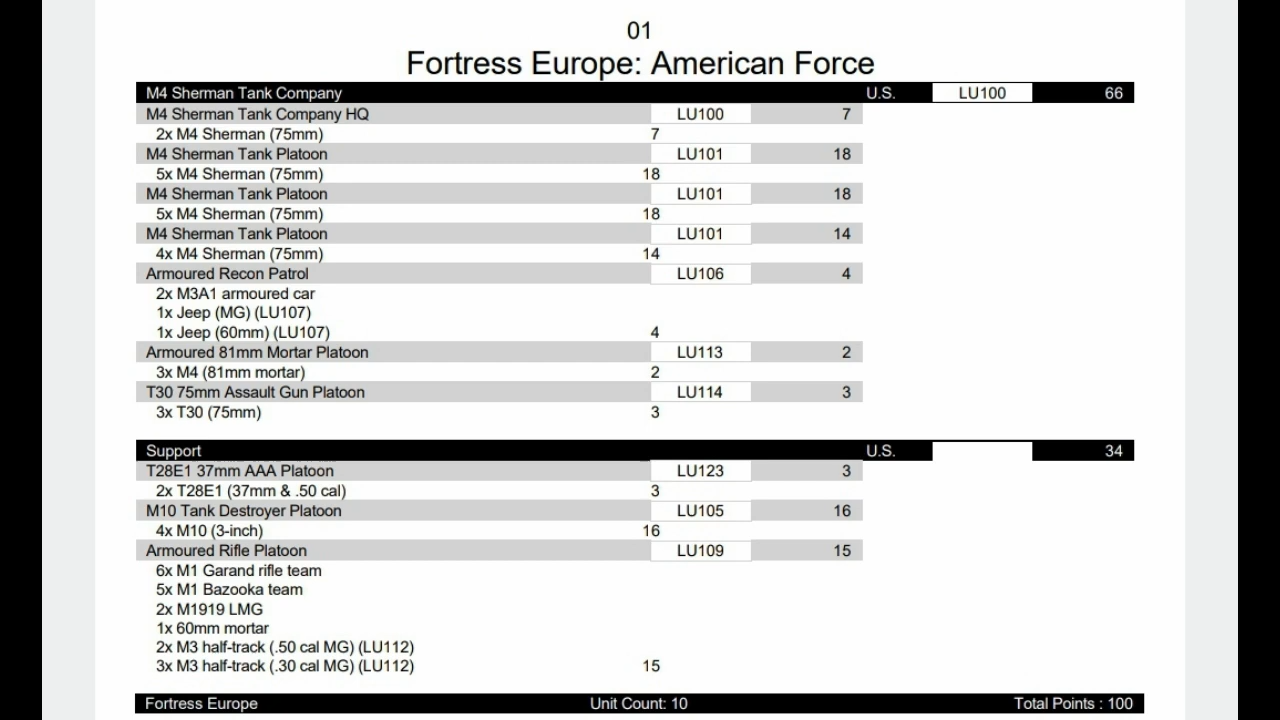 01
Fortress Europe: American Force
M4 Sherman Tank Company U.S. LU100 66
M4 Sherman Tank Company HQ LU100 7
2x M4 Sherman (75mm) 7
M4 Sherman Tank Platoon LU101 18
5x M4 Sherman (75mm) 18
M4 Sherman Tank Platoon LU101 18
5x M4 Sherman (75mm) 18
M4 Sherman Tank Platoon LU101 14
4x M4 Sherman (75mm) 14
Armoured Recon Patrol LU106 4
2x M3A1 armoured car
1x Jeep (MG) (LU107)
1x Jeep (60mm) (LU107) 4
Armoured 81mm Mortar Platoon LU113 2
3x M4 (81mm mortar) 2
T30 75mm Assault Gun Platoon LU114 3
3x T30 (75mm) 3
Support U.S. 34
T28E1 37mm AAA Platoon LU123 3
2x T28E1 (37mm & .50 cal) 3
M10 Tank Destroyer Platoon LU105 16
4x M10 (3-inch) 16
Armoured Rifle Platoon LU109 15
6x M1 Garand rifle team
5x M1 Bazooka team
2x M1919 LMG
1x 60mm mortar
2x M3 half-track (.50 cal MG) (LU112)
3x M3 half-track (.30 cal MG) (LU112) 15
Fortress Europe Unit Count: 10 Total Points : 100